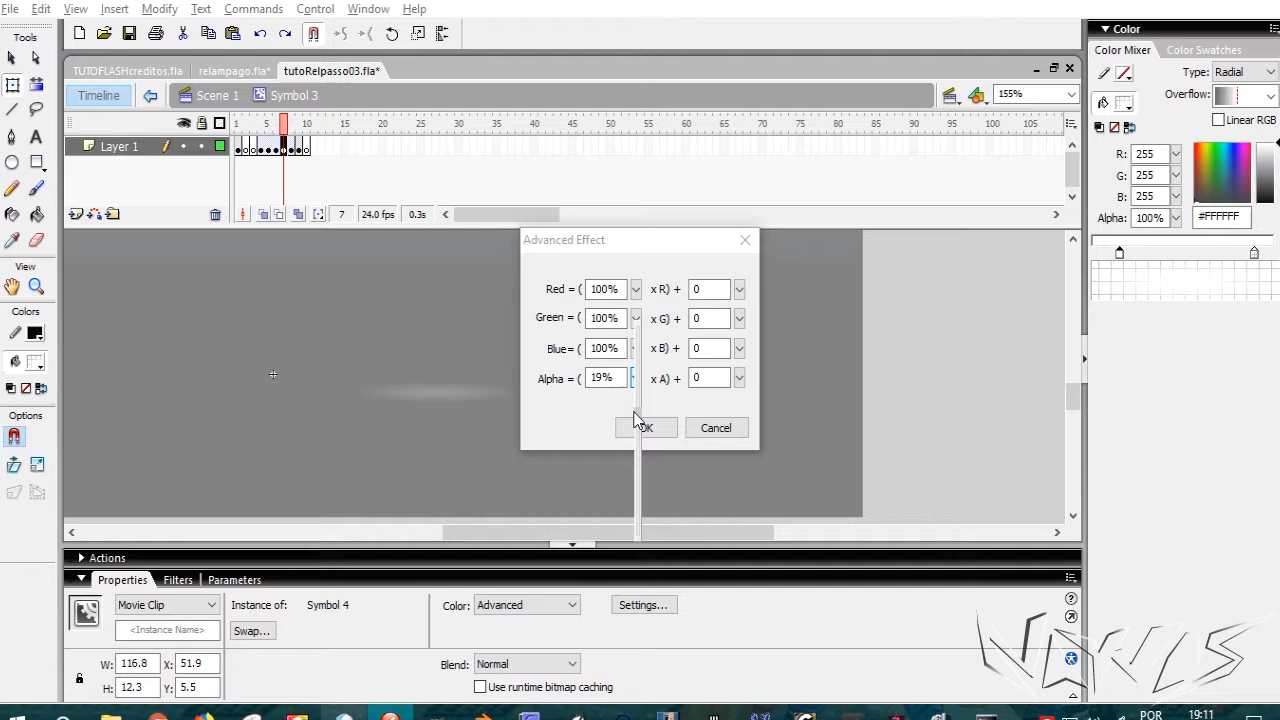 File Edit View Insert Modify Text Commands Control Window Help
Color
Tools
Color Mixer Color Swatches
TUTOFLASHcreditos.fla relampago.fla* tutoRelpasso03.fla*
Type: Radial
Timeline Scene 1 Symbol 3 155%
Overflow:
Linear RGB
1 5 10 15 20 25 30 35 40 45 50 55 60 65 70 75 80 85 90 95 100 105
Layer 1
R: 255
G: 255
B: 255
Alpha: 100% #FFFFFF
7 24.0 fps 0.3s
Advanced Effect
View
Red = ( 100% x R) + 0
Green = ( 100% x G) + 0
Blue= ( 100% x B) + 0
Alpha = ( 19% x A) + 0
OK Cancel
Colors
Options
Actions
Properties Filters Parameters
Movie Clip Instance of: Symbol 4 Color: Advanced Settings...
<Instance Name> Swap...
W: 116.8 X: 51.9 Blend: Normal
H: 12.3 Y: 5.5 Use runtime bitmap caching
POR 19:11